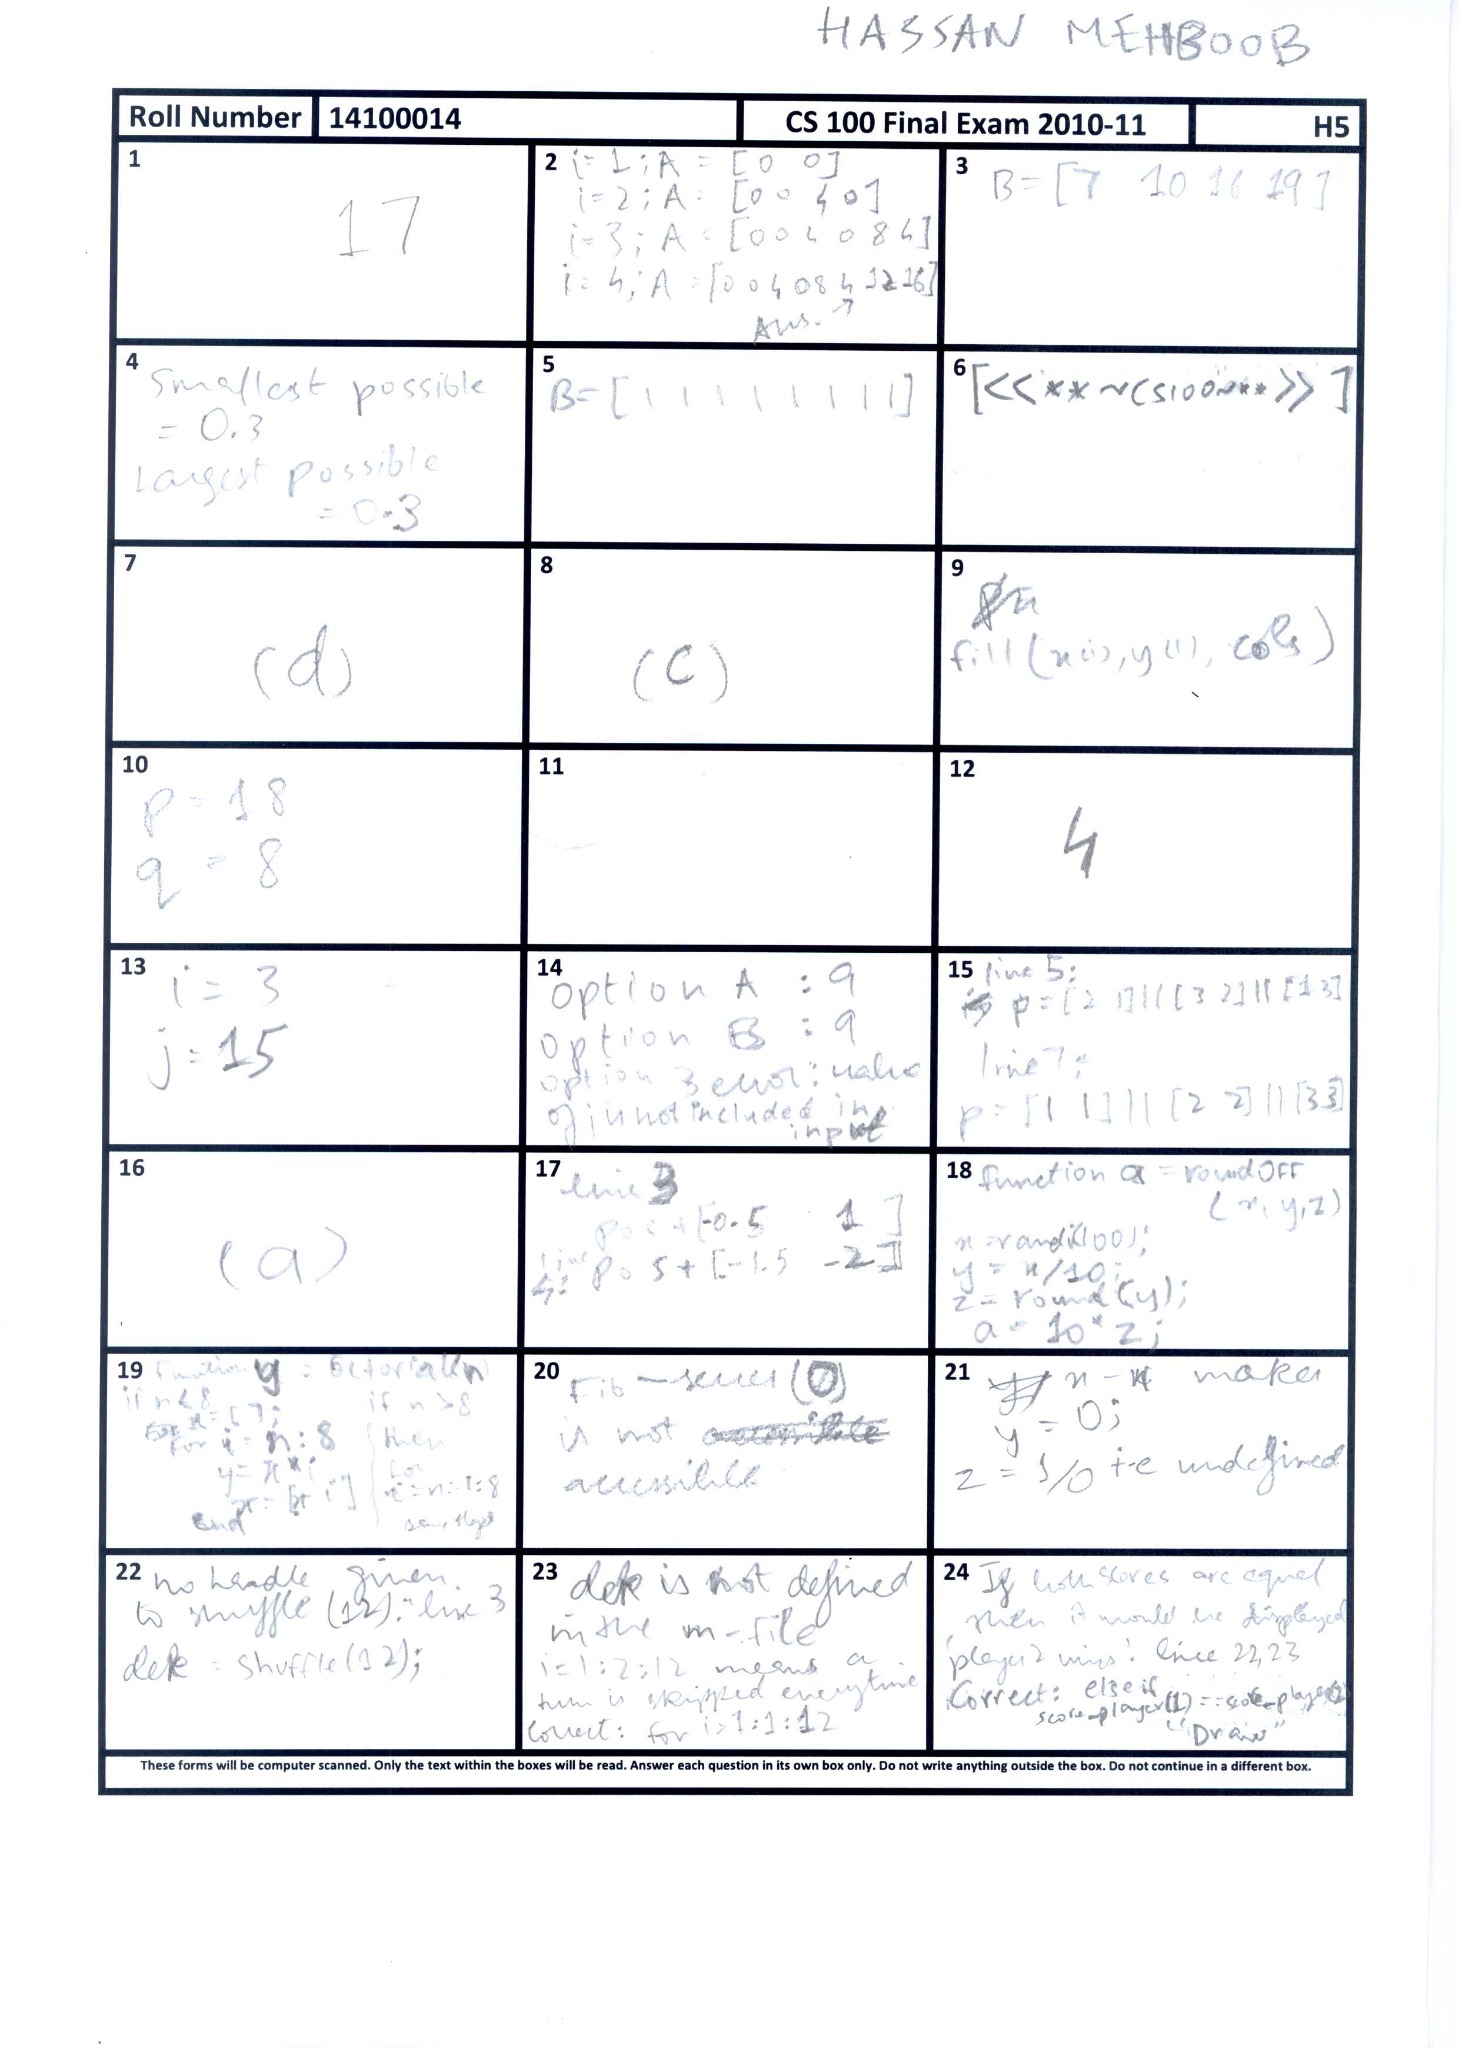 HASSAN MEHBOOB
Roll Number 14100014 CS 100 Final Exam 2010-11 H5
1
17
2 i=1; A = [0 0]
i=2; A = [0 0 4 0]
i=3; A = [0 0 4 0 8 4]
i=4; A = [0 0 4 0 8 4 12 16]
Ans. ↑
3 B=[7 10 16 19]
4 Smallest possible
= 0.3
Largest possible
= 0.3
5
B=[1 1 1 1 1 1 1 1]
6 [<<**~CS100~**>>]
7
(d)
8
(c)
9
fill(x(i), y(i), cols)
10
p=18
q=8
11
12
4
13
i=3
j=15
14
option A : 9
option B : 9
option 3 error: value
of j is not included in
input
15 line 5:
p=[2 1]||[3 2]||[1 3]
line 7:
p=[1 1]||[2 2]||[3 3]
16
(a)
17
line 3
pos+[-0.5 1]
line
4: pos+[-1.5 -2]
18 function a = roundOff
(x, y, z)
x=randi(100);
y = x/10;
z = round(y);
a = 10*z;
19 Function y = (n)
if n<8 if n>8
for i = n:8 then
y=x*i for
x=[x i] i=n:-1:8
end
20
Fib-series(0)
is not
accessible
21
x-x makes
y = 0;
z = 1/0 undefined
22 no handle given
to shuffle (12): line 3
dek = shuffle(12);
23 dek is not defined
in the m-file
i=1:2:12 means a
turn is skipped everytime
Correct: for i=1:1:12
24 If both scores are equal
then it would be displayed
'player 2 wins': line 22,23
Correct: elseif
score_player(1)==score_player(2)
"Draw"
These forms will be computer scanned. Only the text within the boxes will be read. Answer each question in its own box only. Do not write anything outside the box. Do not continue in a different box.